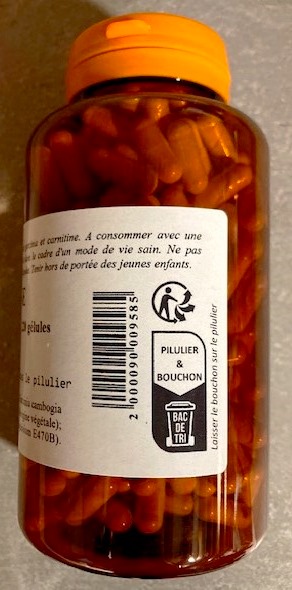 et carnitine. A consommer avec une
le cadre d'un mode de vie sain. Ne pas
Tenir hors de portée des jeunes enfants.
gélules
le pilulier
cambogia
végétale);
E470B).
2 000090 009585
PILULIER
&
BOUCHON
BAC
DE
TRI
Laisser le bouchon sur le pilulier